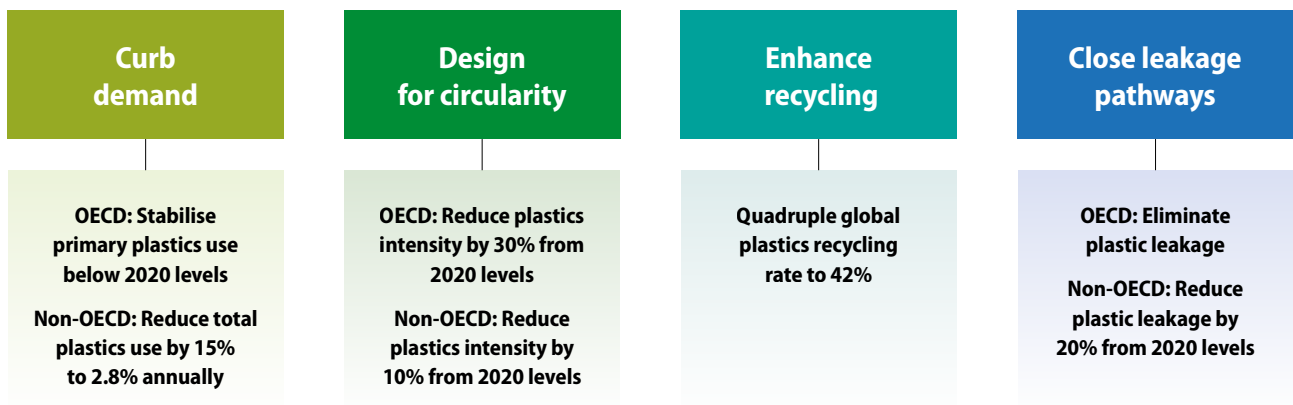 Curb
demand
OECD: Stabilise
primary plastics use
below 2020 levels
Non-OECD: Reduce total
plastics use by 15%
to 2.8% annually
Design
for circularity
OECD: Reduce plastics
intensity by 30% from
2020 levels
Non-OECD: Reduce
plastics intensity by
10% from 2020 levels
Enhance
recycling
Quadruple global
plastics recycling
rate to 42%
Close leakage
pathways
OECD: Eliminate
plastic leakage
Non-OECD: Reduce
plastic leakage by
20% from 2020 levels